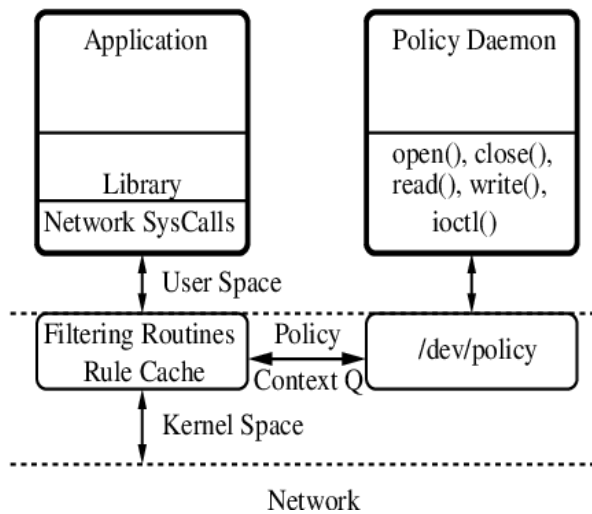 Application
Library
Network SysCalls
Policy Daemon
open(), close(),
read(), write(),
ioctl()
User Space
Filtering Routines
Rule Cache
Policy
Context Q
/dev/policy
Kernel Space
Network